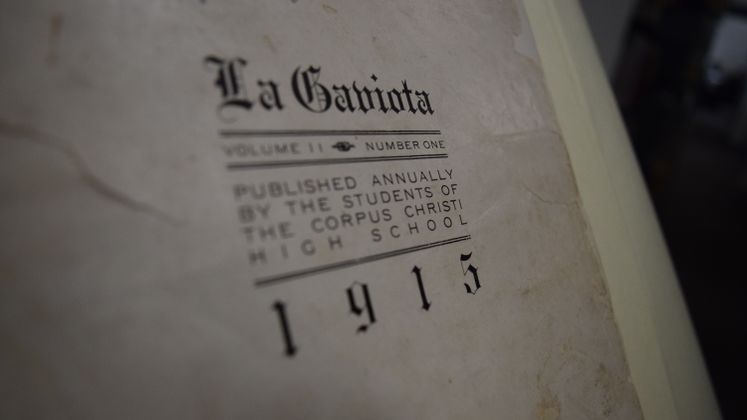 La Gaviota
VOLUME II NUMBER ONE
PUBLISHED ANNUALLY
BY THE STUDENTS OF
THE CORPUS CHRISTI
HIGH SCHOOL
1915